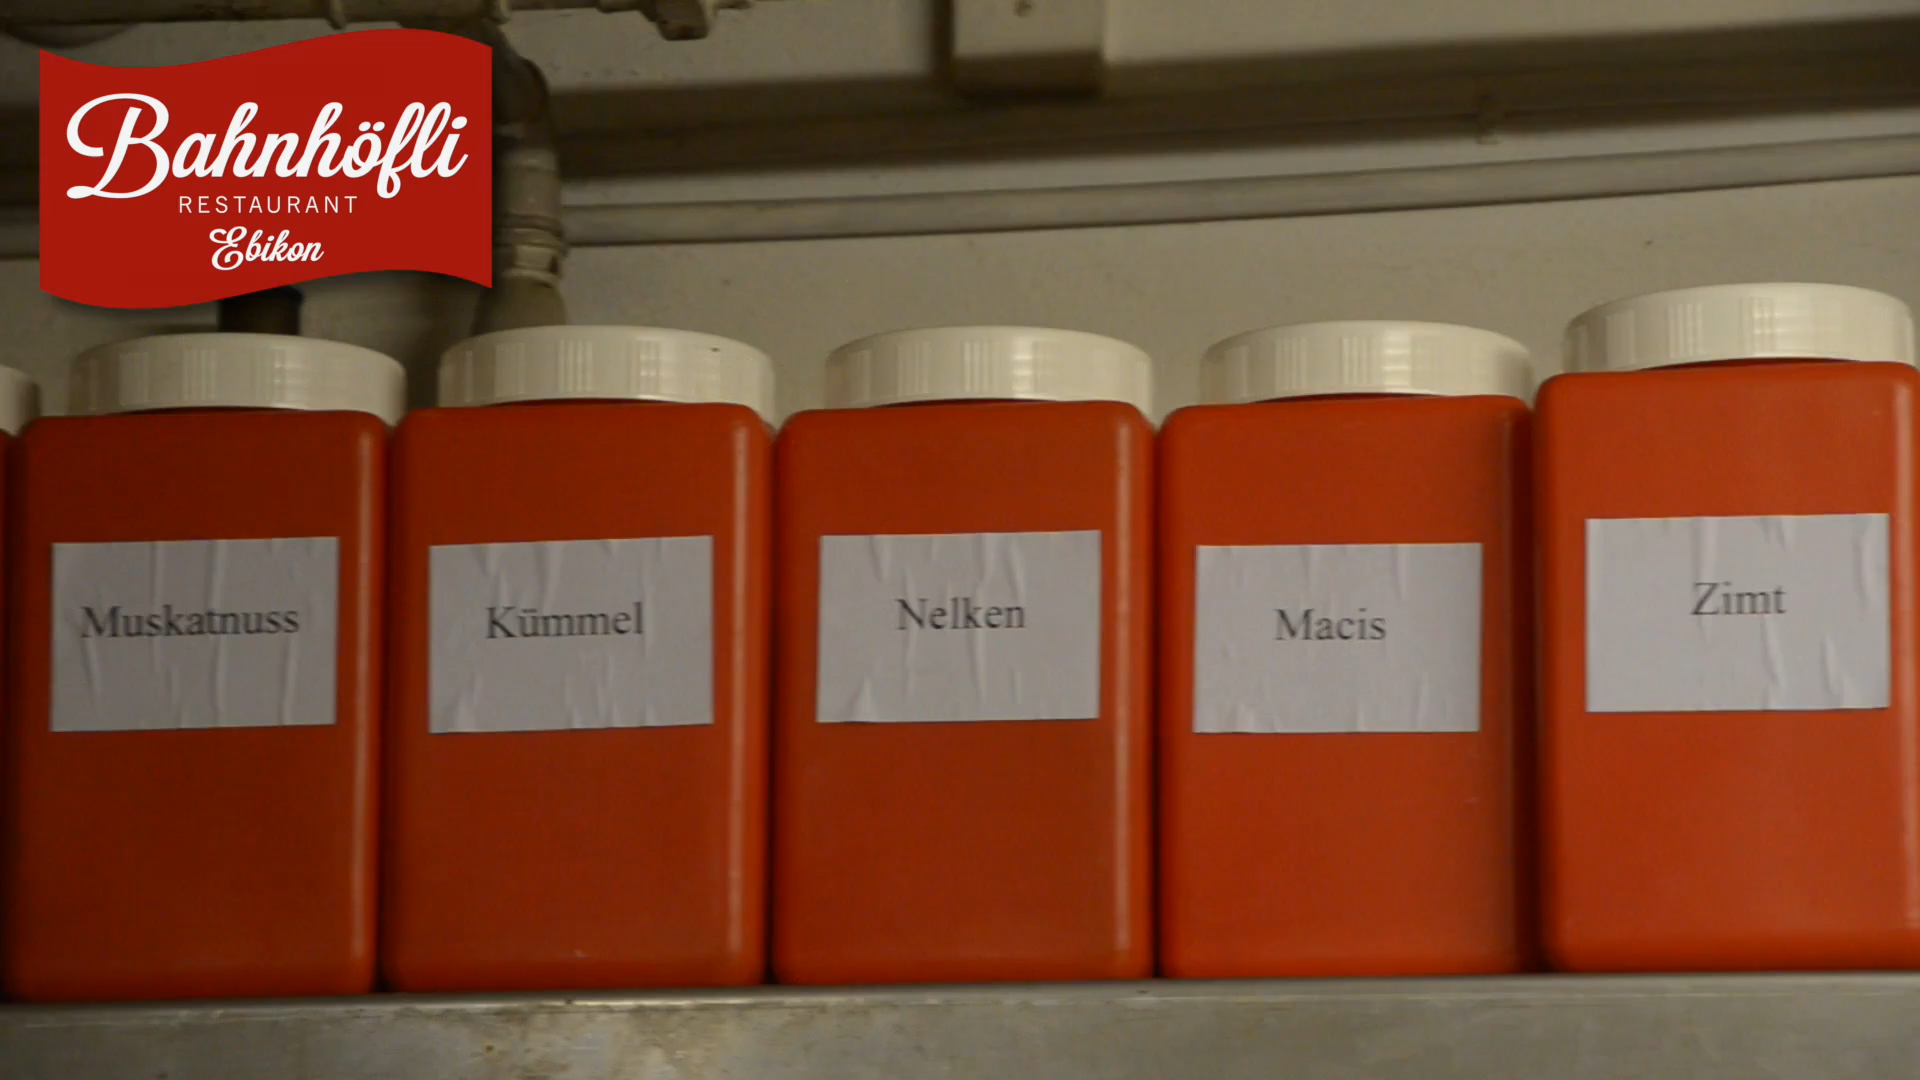 Bahnhöfli
RESTAURANT
Ebikon
Muskatnuss
Kümmel
Nelken
Macis
Zimt